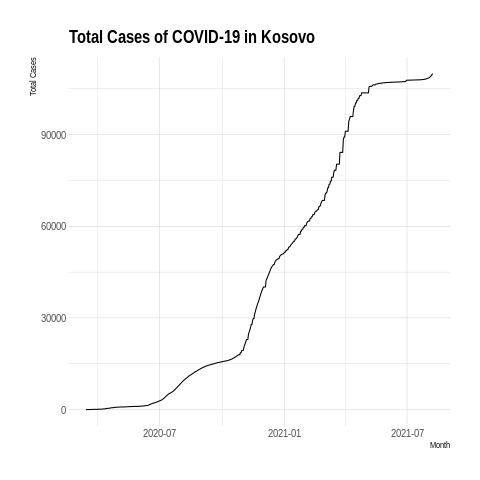 Total Cases of COVID-19 in Kosovo
Total Cases
90000
60000
30000
0
2020-07
2021-01
2021-07
Month